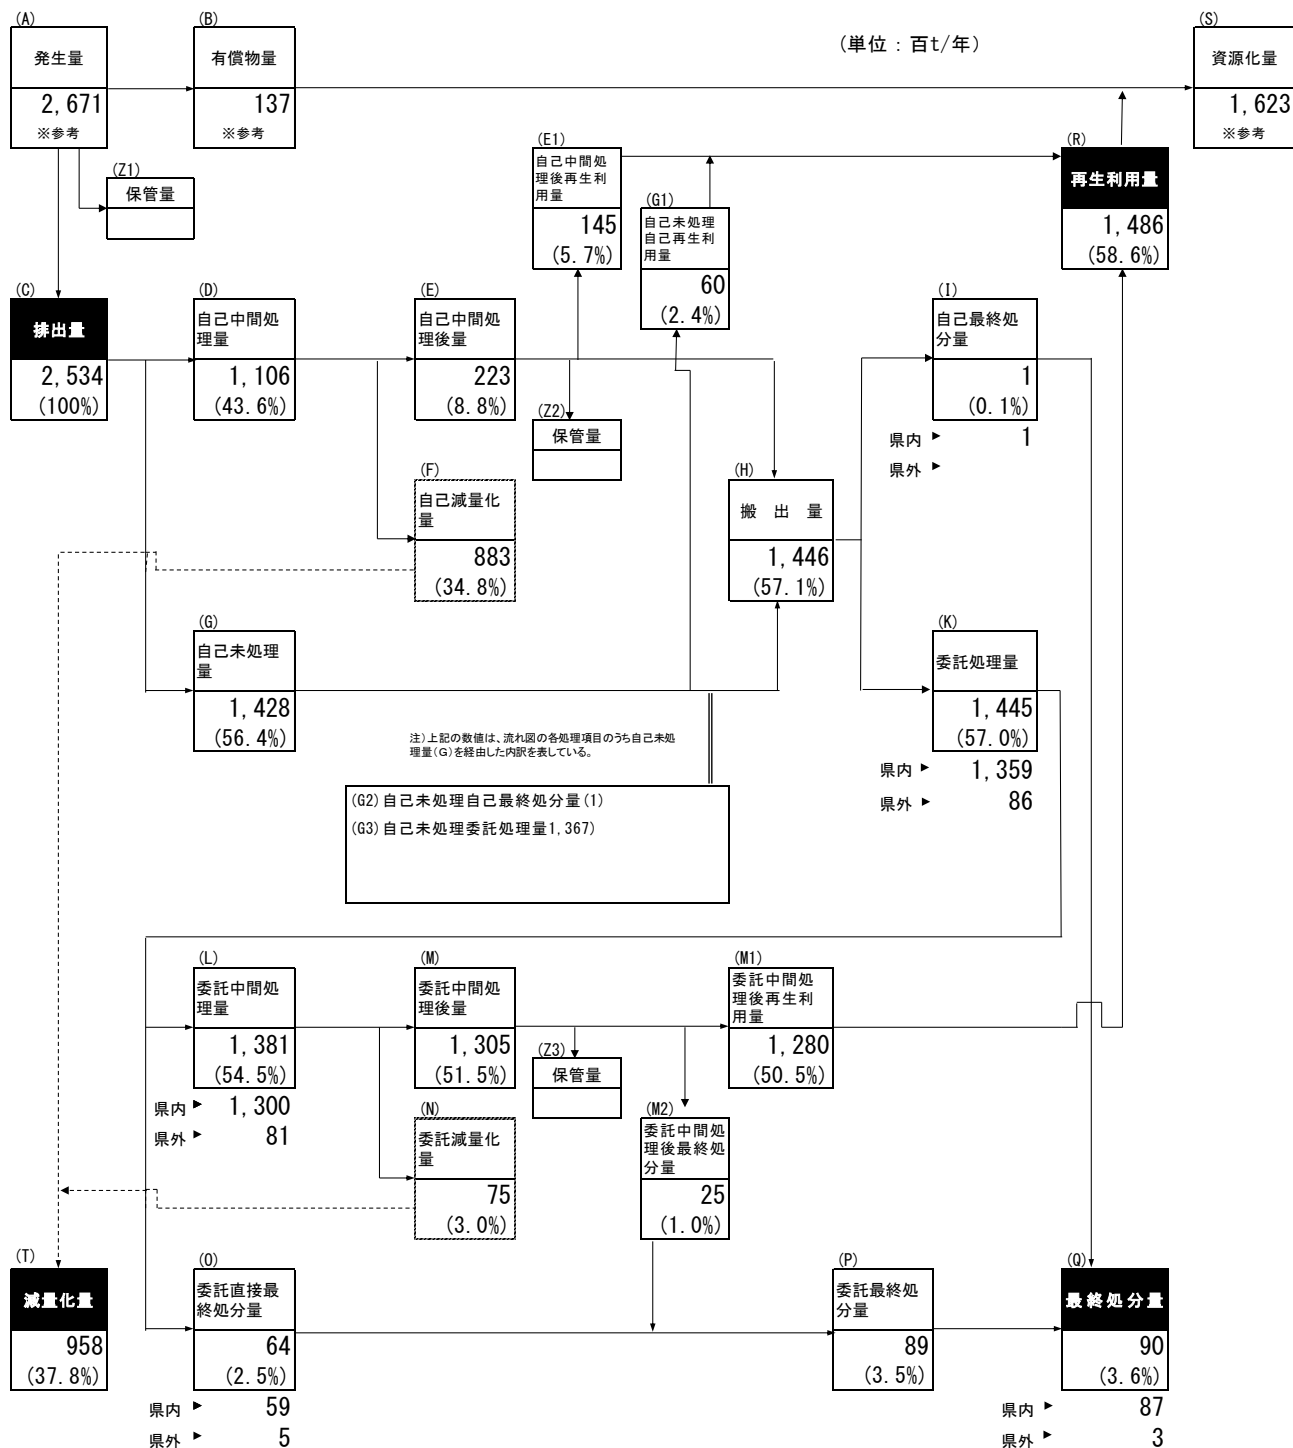 (A)
発生量
2,671
※参考
(B)
有償物量
137
※参考
(単位：百t/年)
(S)
資源化量
1,623
※参考
(Z1)
保管量
(E1)
自己中間処
理後再生利
用量
145
(5.7%)
(G1)
自己未処理
自己再生利
用量
60
(2.4%)
(R)
再生利用量
1,486
(58.6%)
(C)
排出量
2,534
(100%)
(D)
自己中間処
理量
1,106
(43.6%)
(E)
自己中間処
理後量
223
(8.8%)
(Z2)
保管量
(I)
自己最終処
分量
1
(0.1%)
県内 ▶ 1
県外 ▶
(F)
自己減量化
量
883
(34.8%)
(H)
搬 出 量
1,446
(57.1%)
(G)
自己未処理
量
1,428
(56.4%)
(K)
委託処理量
1,445
(57.0%)
県内 ▶ 1,359
県外 ▶ 86
注)上記の数値は、流れ図の各処理項目のうち自己未処
理量(G)を経由した内訳を表している。
(G2)自己未処理自己最終処分量(1)
(G3)自己未処理委託処理量1,367)
(L)
委託中間処
理量
1,381
(54.5%)
県内 ▶ 1,300
県外 ▶ 81
(M)
委託中間処
理後量
1,305
(51.5%)
(Z3)
保管量
(M1)
委託中間処
理後再生利
用量
1,280
(50.5%)
(N)
委託減量化
量
75
(3.0%)
(M2)
委託中間処
理後最終処
分量
25
(1.0%)
(T)
減量化量
958
(37.8%)
(O)
委託直接最
終処分量
64
(2.5%)
県内 ▶ 59
県外 ▶ 5
(P)
委託最終処
分量
89
(3.5%)
(Q)
最終処分量
90
(3.6%)
県内 ▶ 87
県外 ▶ 3